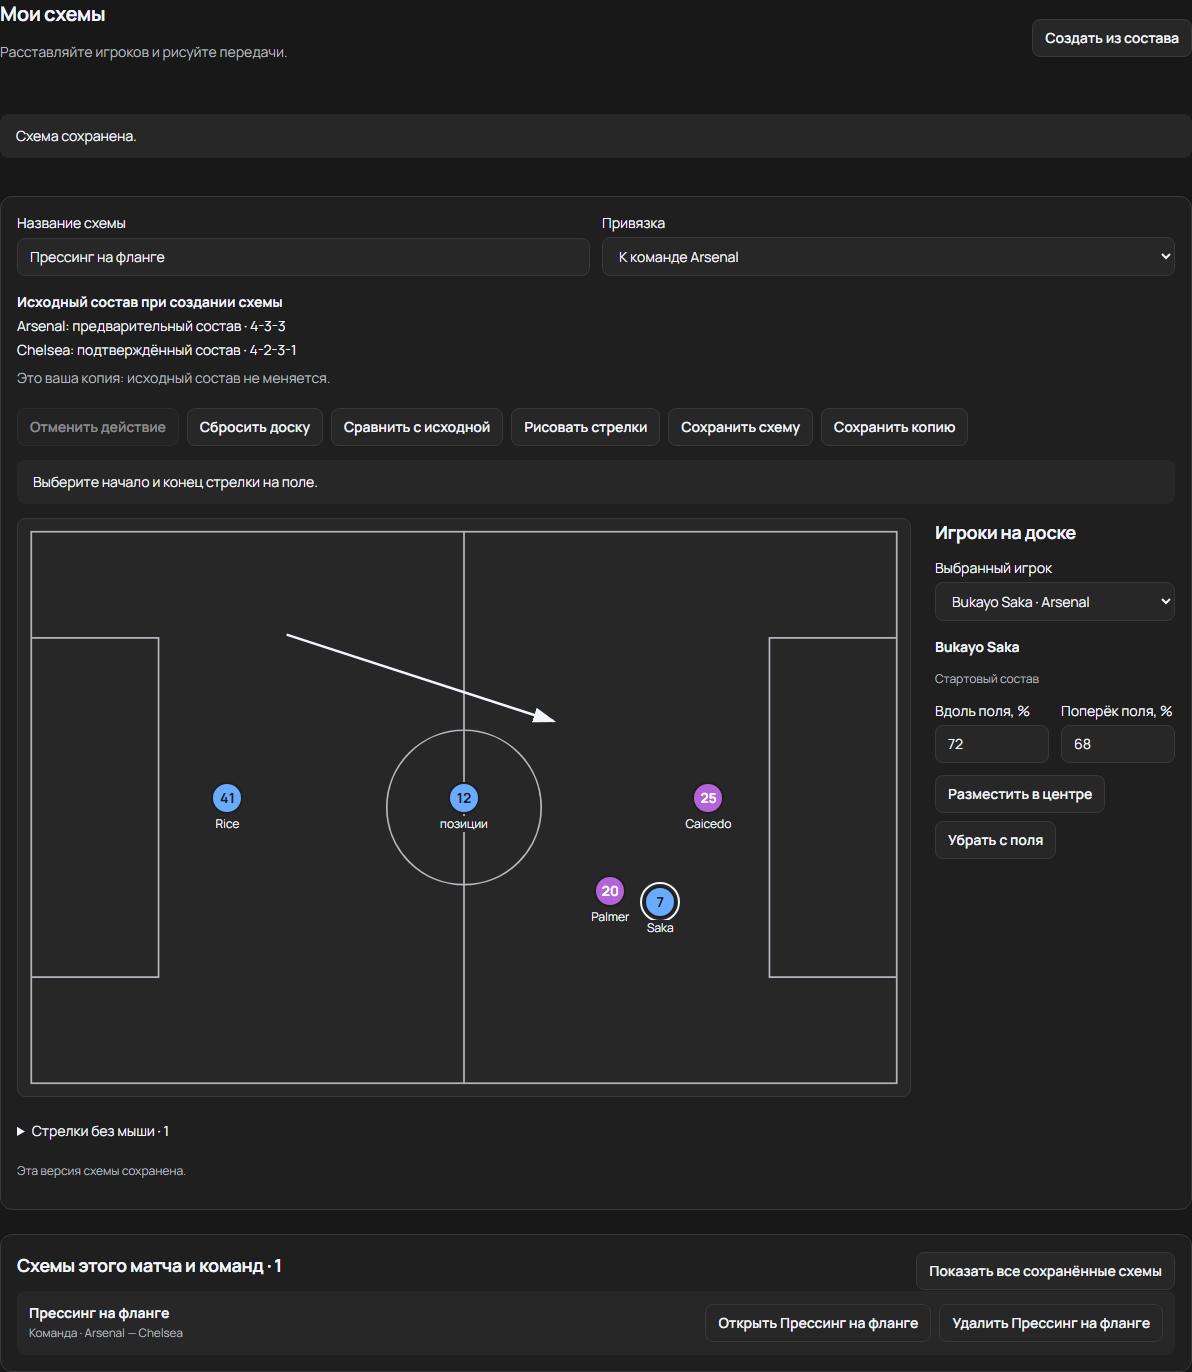 Мои схемы
Расставляйте игроков и рисуйте передачи.
Создать из состава
Схема сохранена.
Название схемы
Привязка
Прессинг на фланге
К команде Arsenal
Исходный состав при создании схемы
Arsenal: предварительный состав · 4-3-3
Chelsea: подтверждённый состав · 4-2-3-1
Это ваша копия: исходный состав не меняется.
Отменить действие
Сбросить доску
Сравнить с исходной
Рисовать стрелки
Сохранить схему
Сохранить копию
Выберите начало и конец стрелки на поле.
41
Rice
12
позиции
25
Caicedo
20
Palmer
7
Saka
Игроки на доске
Выбранный игрок
Bukayo Saka · Arsenal
Bukayo Saka
Стартовый состав
Вдоль поля, %
Поперёк поля, %
72
68
Разместить в центре
Убрать с поля
Стрелки без мыши · 1
Эта версия схемы сохранена.
Схемы этого матча и команд · 1
Показать все сохранённые схемы
Прессинг на фланге
Команда · Arsenal — Chelsea
Открыть Прессинг на фланге
Удалить Прессинг на фланге